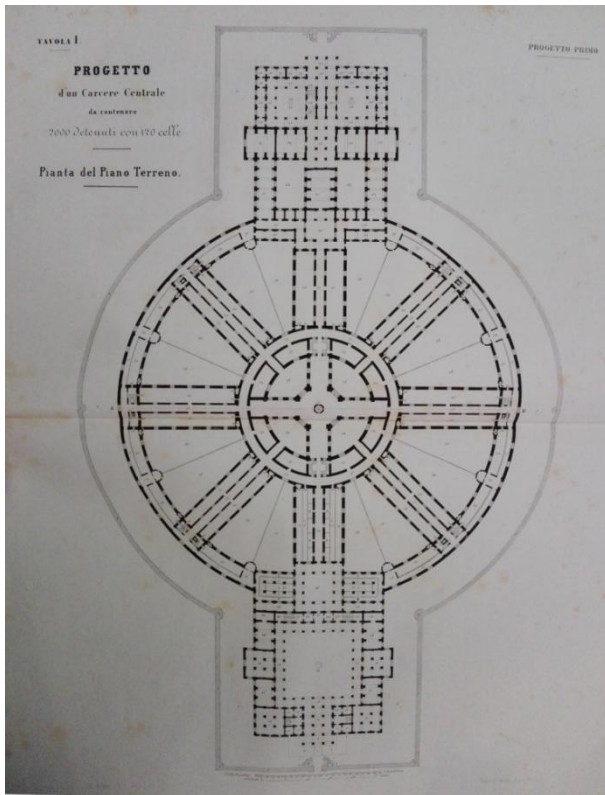 TAVOLA I
PROGETTO
d'un Carcere Centrale
da contenere
2000 detenuti con 120 celle
Pianta del Piano Terreno.
PROGETTO PRIMO